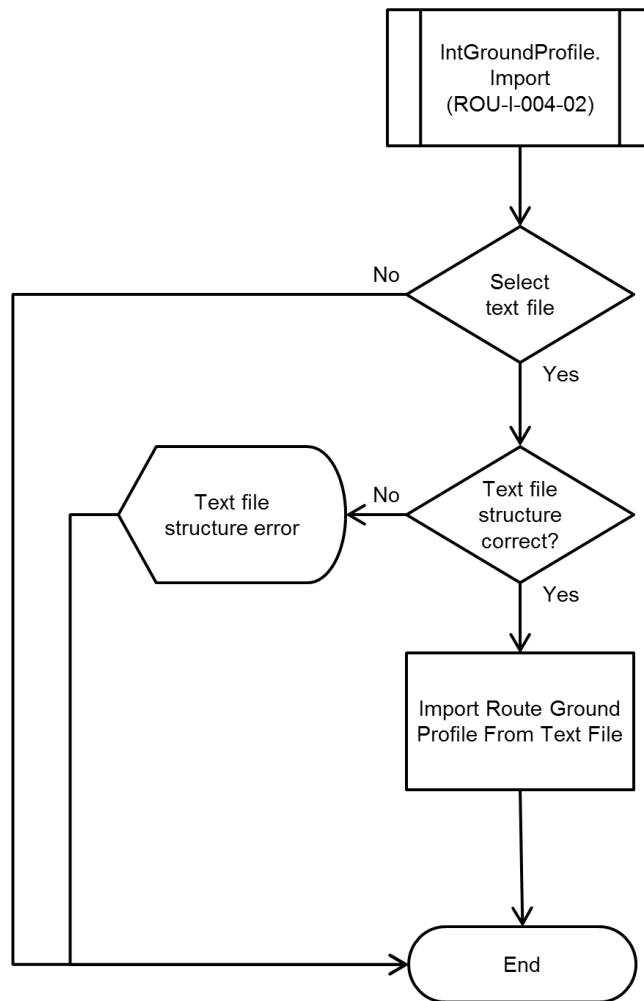 IntGroundProfile.
Import
(ROU-I-004-02)
No
Select
text file
Yes
Text file
structure error
No
Text file
structure
correct?
Yes
Import Route Ground
Profile From Text File
End